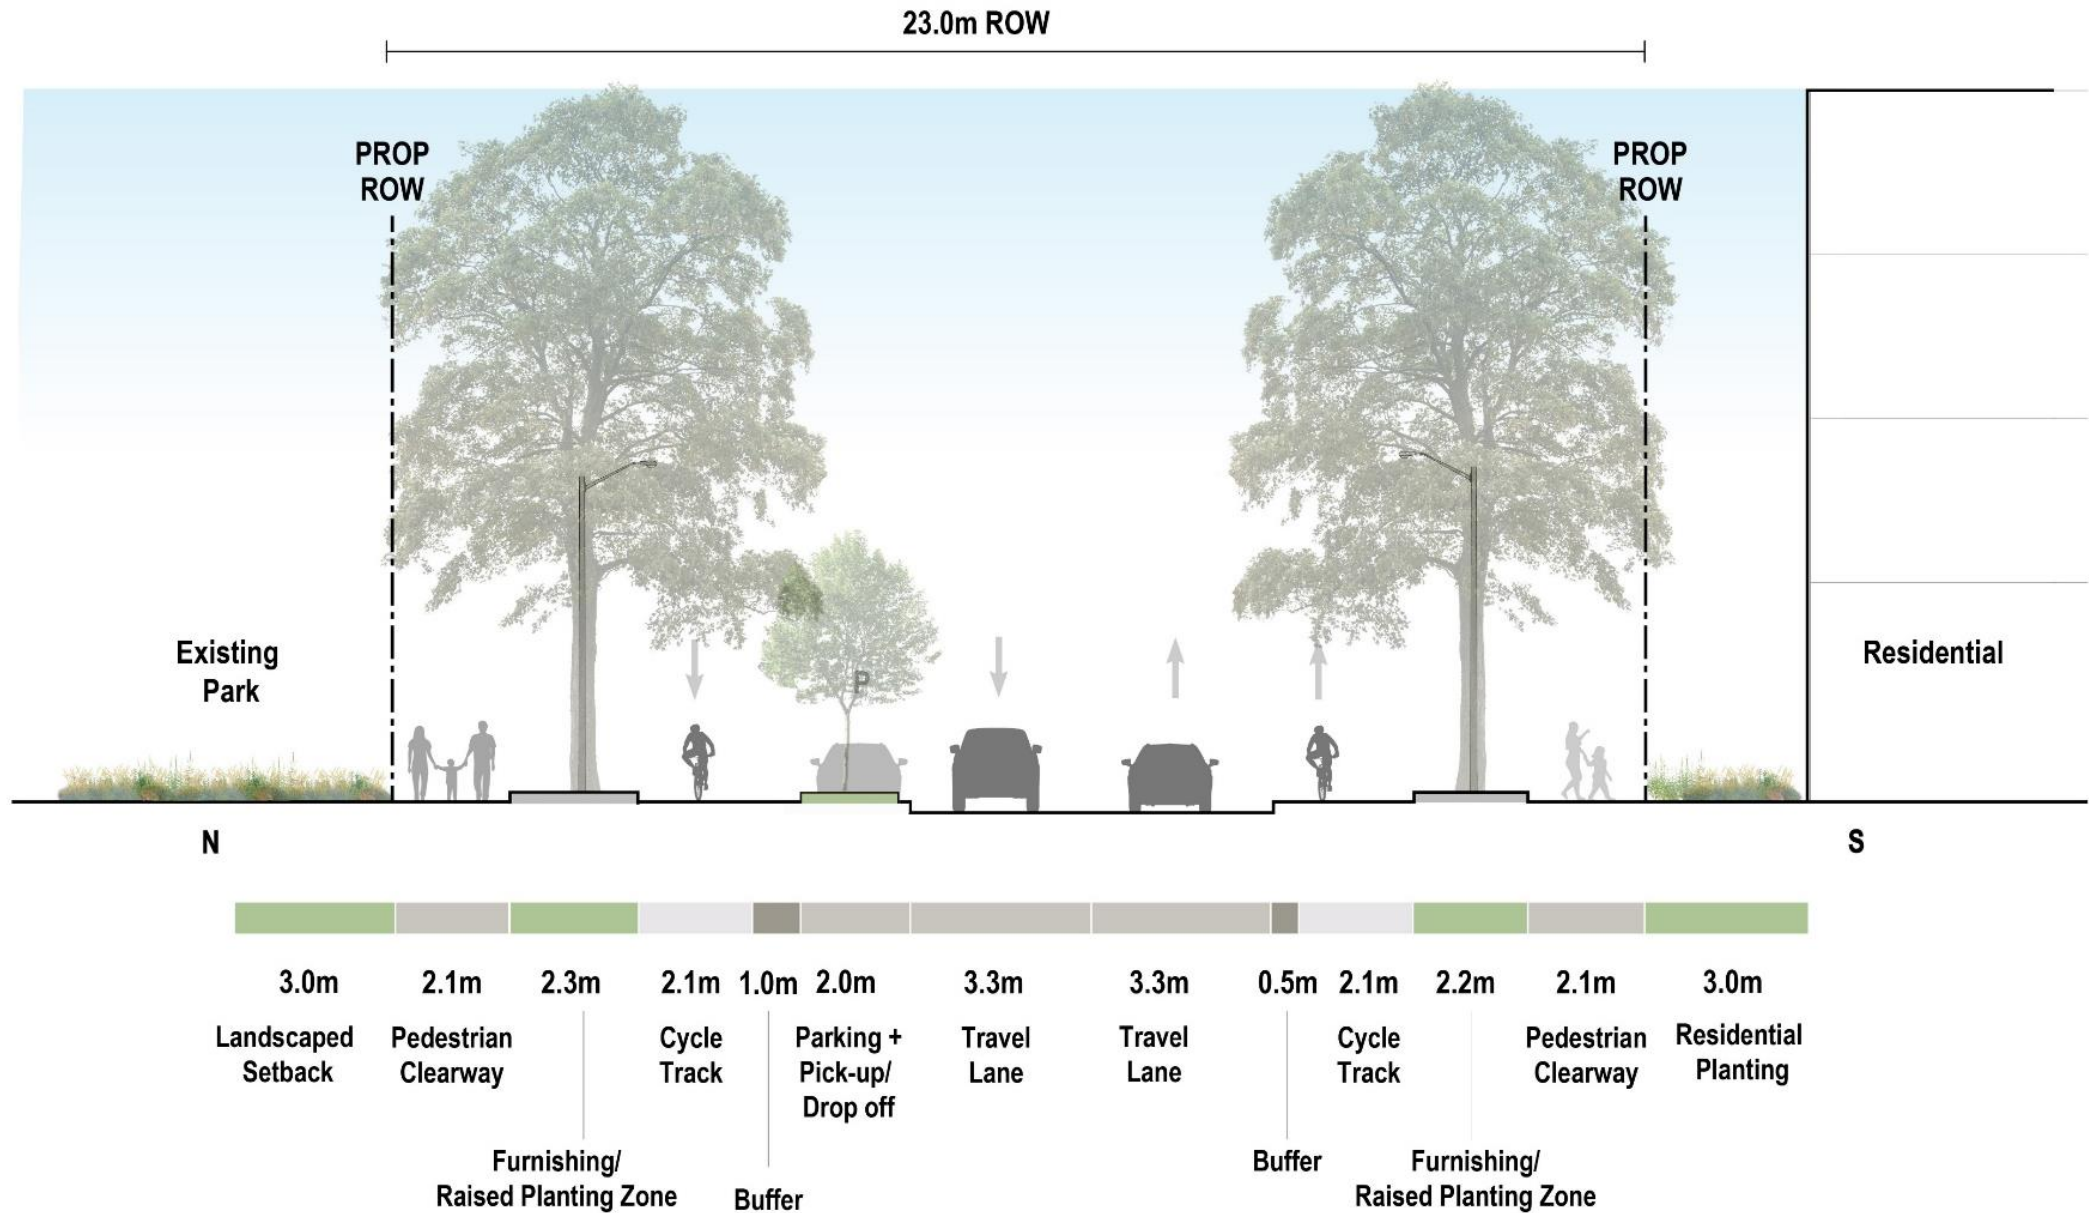 23.0m ROW
PROP
ROW
PROP
ROW
Existing
Park
P
Residential
N
S
3.0m
2.1m
2.3m
2.1m
1.0m
2.0m
3.3m
3.3m
0.5m
2.1m
2.2m
2.1m
3.0m
Landscaped
Setback
Pedestrian
Clearway
Cycle
Track
Parking +
Pick-up/
Drop off
Travel
Lane
Travel
Lane
Cycle
Track
Pedestrian
Clearway
Residential
Planting
Furnishing/
Raised Planting Zone
Buffer
Buffer
Furnishing/
Raised Planting Zone